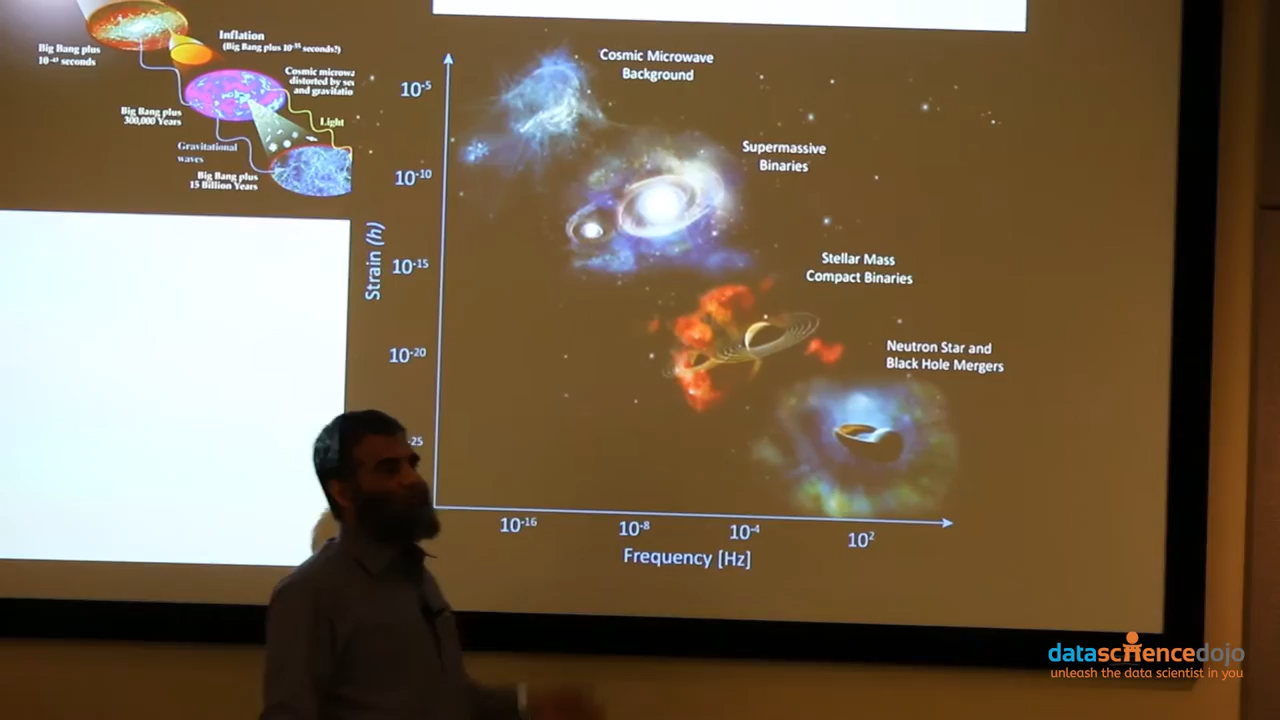 Inflation
(Big Bang plus 10⁻³⁵ seconds?)
Big Bang plus
10⁻⁴³ seconds
Cosmic
distorted by
and
Big Bang plus
300,000 Years
Light
Gravitational
waves
Big Bang plus
15 Billion Years
Cosmic Microwave
Background
Supermassive
Binaries
Stellar Mass
Compact Binaries
Neutron Star and
Black Hole Mergers
Strain (h)
10⁻⁵
10⁻¹⁰
10⁻¹⁵
10⁻²⁰
-25
10⁻¹⁶
10⁻⁸
10⁻⁴
10²
Frequency [Hz]
datasciencedojo
unleash the data scientist in you